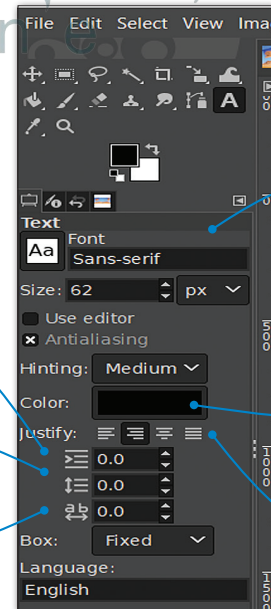 File Edit Select View Ima
A
Text
Font
Aa Sans-serif
Size: 62 px
Use editor
Antialiasing
Hinting: Medium
Color:
Justify:
0.0
0.0
ab 0.0
Box: Fixed
Language:
English